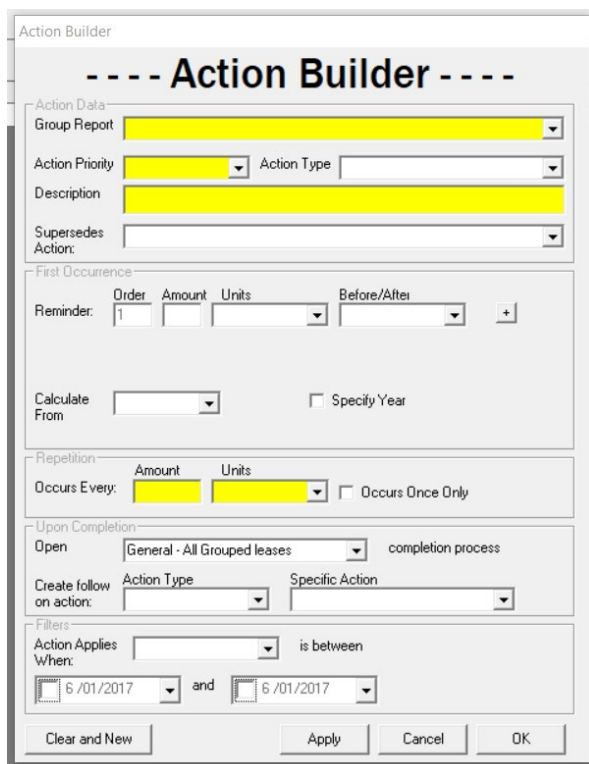 Action Builder
- - - - Action Builder - - - -
Action Data
Group Report
Action Priority Action Type
Description
Supersedes
Action:
First Occurrence
Order Amount Units Before/After
Reminder: 1 +
Calculate
From
Specify Year
Repetition
Amount Units
Occurs Every: Occurs Once Only
Upon Completion
Open General - All Grouped leases completion process
Action Type Specific Action
Create follow
on action:
Filters
Action Applies
When:
is between
6 /01/2017 and 6 /01/2017
Clear and New Apply Cancel OK